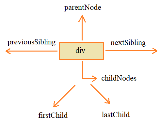 parentNode
previousSibling
nextSibling
div
childNodes
firstChild
lastChild